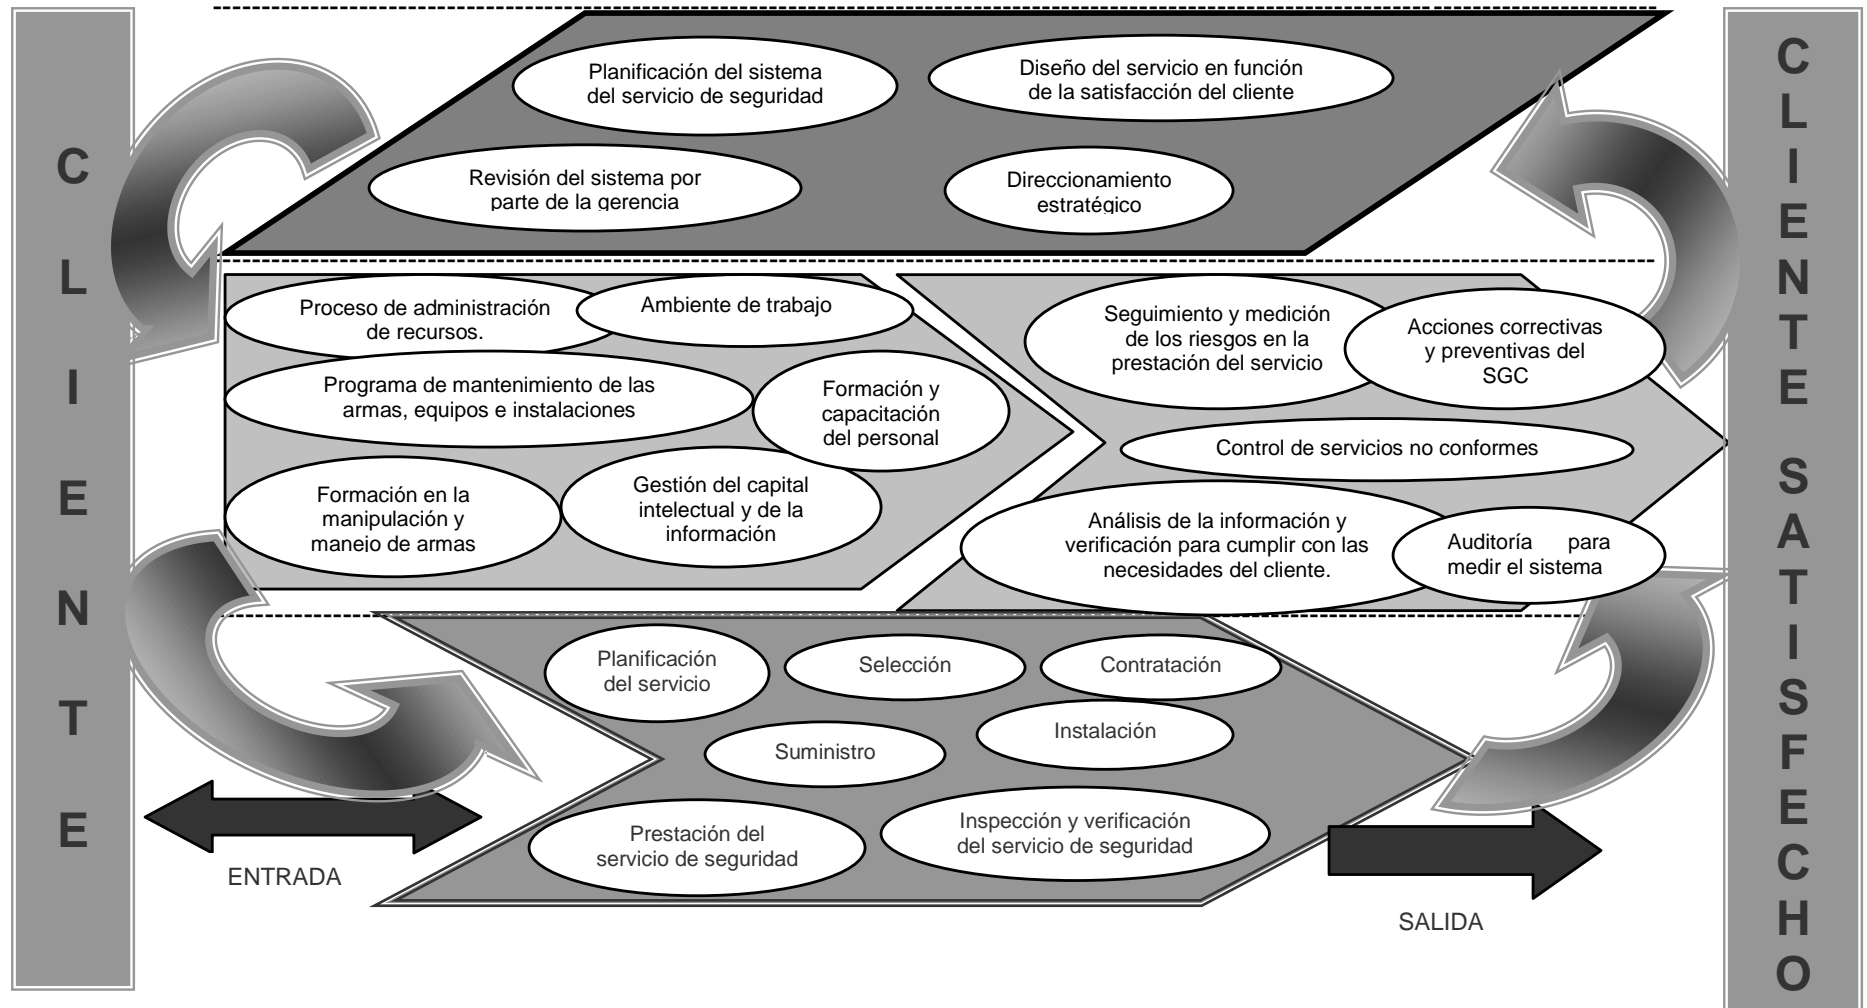 CLIENTE
Planificación del sistema
del servicio de seguridad
Diseño del servicio en función
de la satisfacción del cliente
Revisión del sistema por
parte de la gerencia
Direccionamiento
estratégico
Proceso de administración
de recursos.
Ambiente de trabajo
Programa de mantenimiento de las
armas, equipos e instalaciones
Formación y
capacitación
del personal
Formación en la
manipulación y
manejo de armas
Gestión del capital
intelectual y de la
información
Seguimiento y medición
de los riesgos en la
prestación del servicio
Acciones correctivas
y preventivas del
SGC
Control de servicios no conformes
Análisis de la información y
verificación para cumplir con las
necesidades del cliente.
Auditoría para
medir el sistema
Planificación
del servicio
Selección
Contratación
Suministro
Instalación
Prestación del
servicio de seguridad
Inspección y verificación
del servicio de seguridad
ENTRADA
SALIDA
CLIENTE SATISFECHO